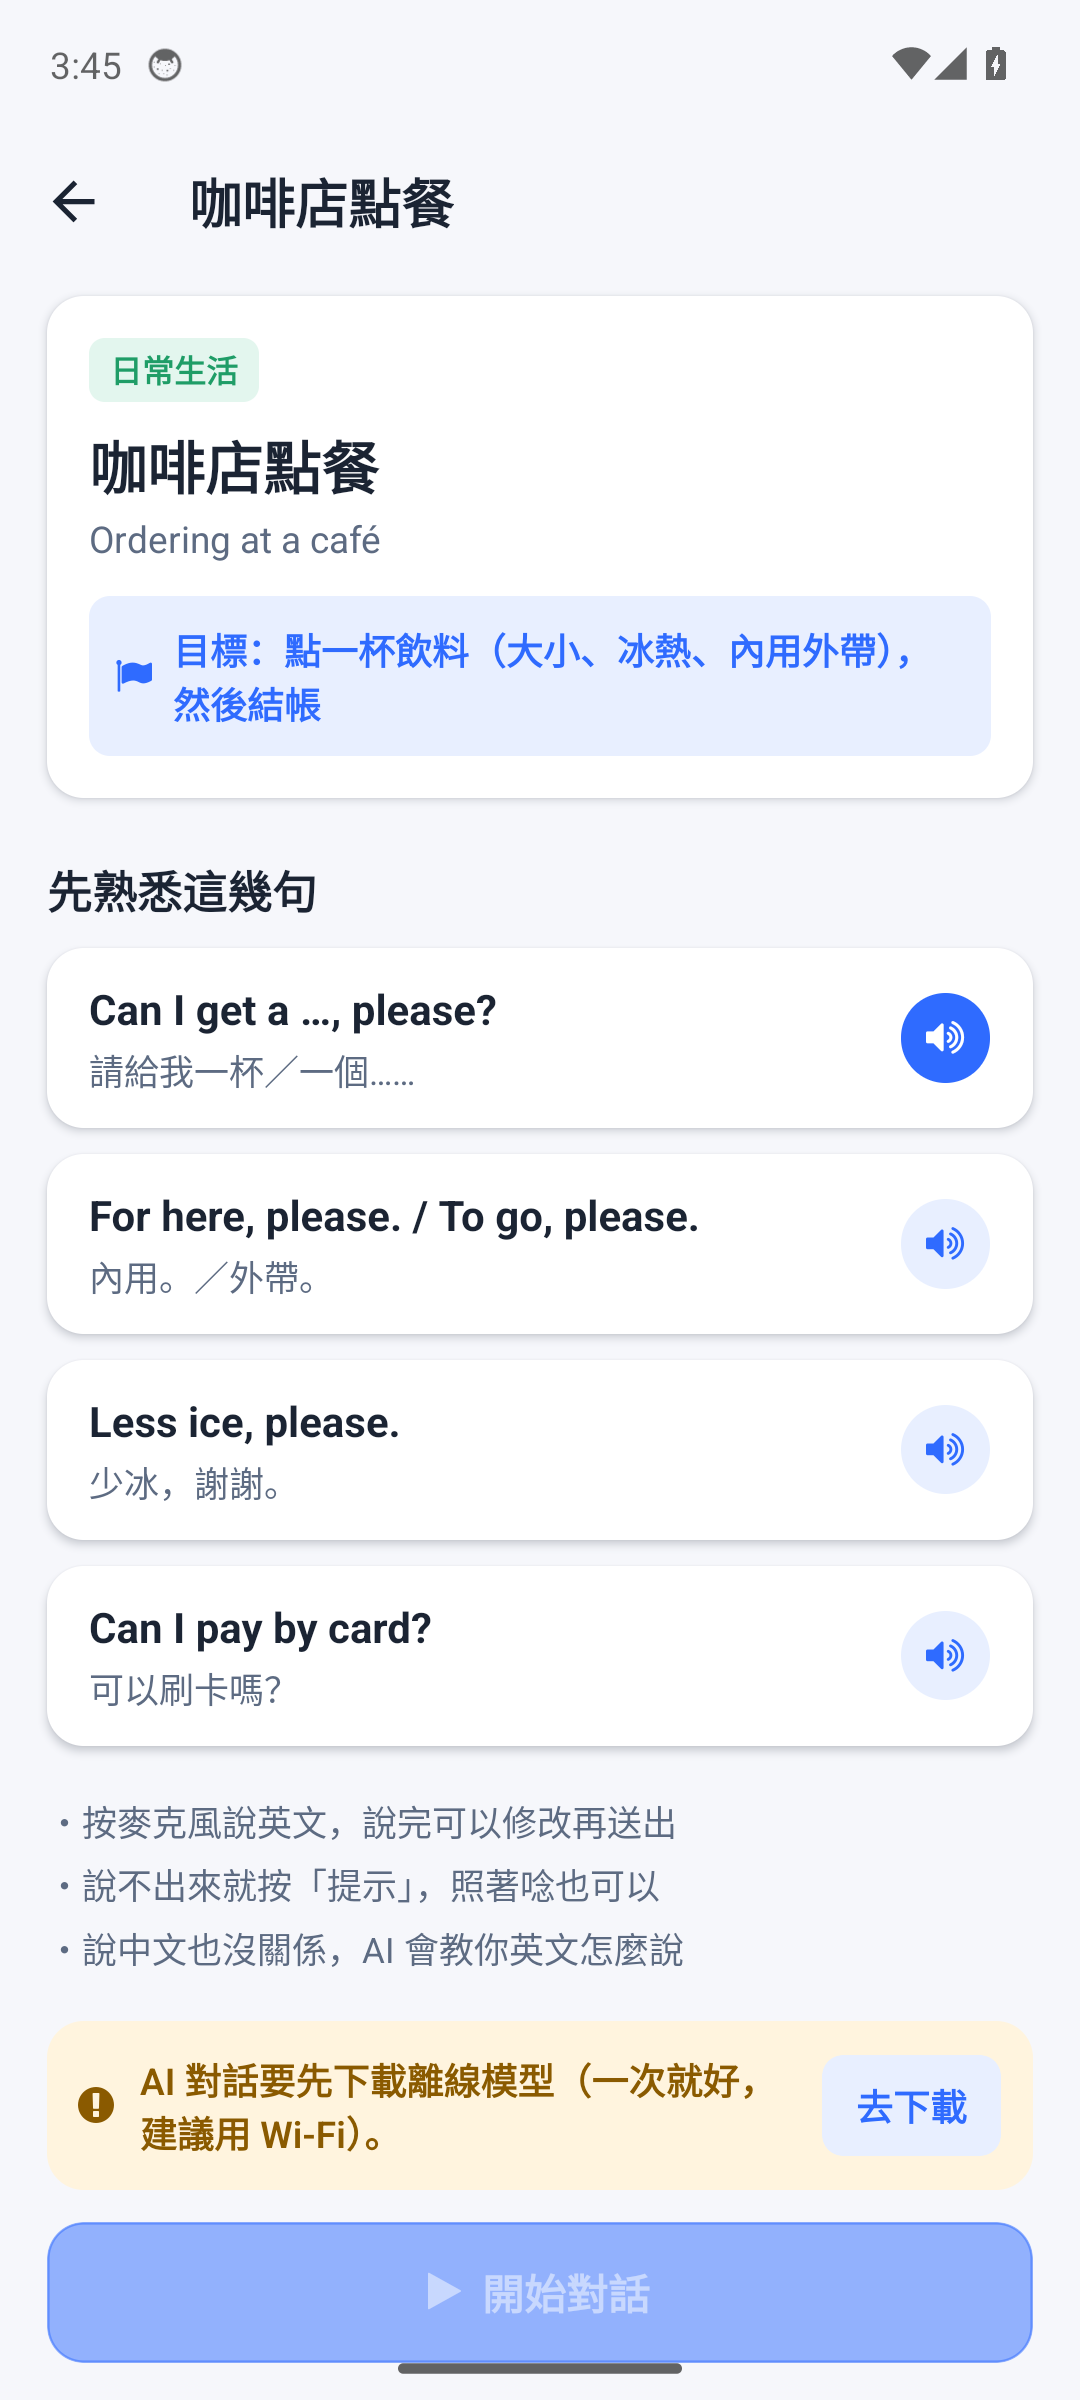 3:45
咖啡店點餐
日常生活
咖啡店點餐
Ordering at a café
目標：點一杯飲料（大小、冰熱、內用外帶），
然後結帳
先熟悉這幾句
Can I get a ..., please?
請給我一杯／一個……
For here, please. / To go, please.
內用。／外帶。
Less ice, please.
少冰，謝謝。
Can I pay by card?
可以刷卡嗎？
・按麥克風說英文，說完可以修改再送出
・說不出來就按「提示」，照著唸也可以
・說中文也沒關係，AI 會教你英文怎麼說
AI 對話要先下載離線模型（一次就好，
建議用 Wi-Fi）。
去下載
開始對話